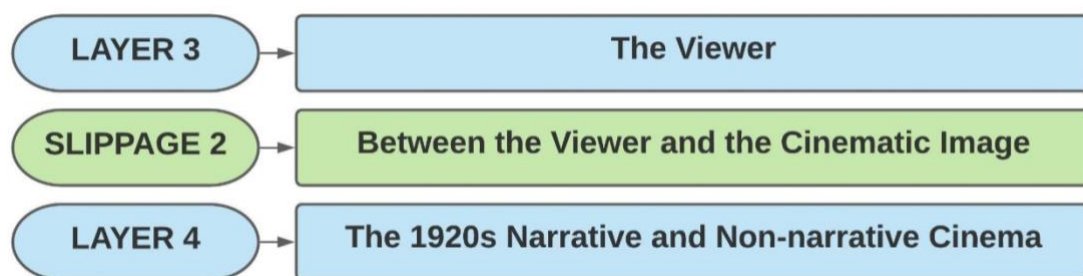 LAYER 3
The Viewer
SLIPPAGE 2
Between the Viewer and the Cinematic Image
LAYER 4
The 1920s Narrative and Non-narrative Cinema